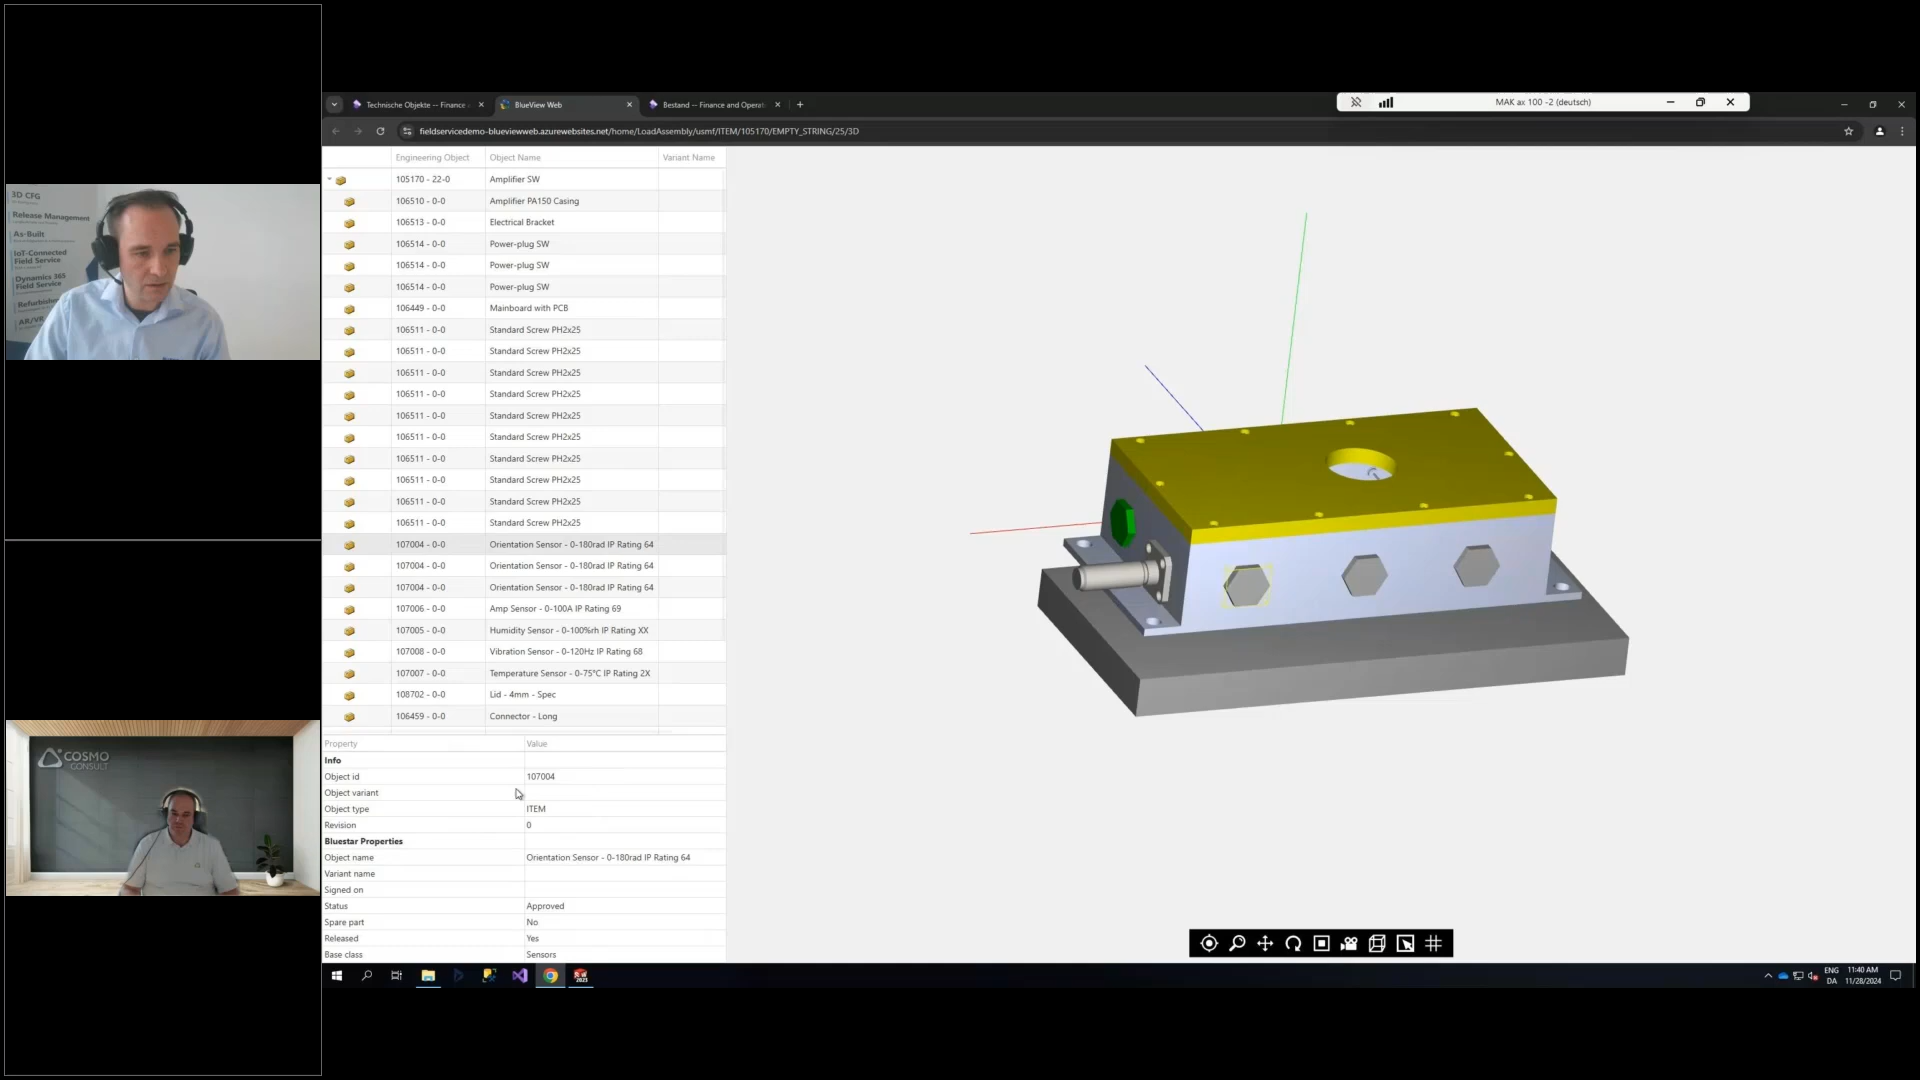 3D CFG
Release Management
As-Built
IoT-Connected
Field Service
Dynamics 365
Field Service
AR/VR
COSMO
CONSULT
Technische Objekte -- Finance
BlueView Web
Bestand -- Finance and Operat
MAK ax 100 -2 (deutsch)
fieldservicedemo-blueviewweb.azurewebsites.net/home/LoadAssembly/usmf/ITEM/105170/EMPTY_STRING/25/3D
Engineering Object Object Name Variant Name
105170 - 22-0 Amplifier SW
106510 - 0-0 Amplifier PA150 Casing
106513 - 0-0 Electrical Bracket
106514 - 0-0 Power-plug SW
106514 - 0-0 Power-plug SW
106514 - 0-0 Power-plug SW
106449 - 0-0 Mainboard with PCB
106511 - 0-0 Standard Screw PH2x25
106511 - 0-0 Standard Screw PH2x25
106511 - 0-0 Standard Screw PH2x25
106511 - 0-0 Standard Screw PH2x25
106511 - 0-0 Standard Screw PH2x25
106511 - 0-0 Standard Screw PH2x25
106511 - 0-0 Standard Screw PH2x25
106511 - 0-0 Standard Screw PH2x25
106511 - 0-0 Standard Screw PH2x25
106511 - 0-0 Standard Screw PH2x25
107004 - 0-0 Orientation Sensor - 0-180rad IP Rating 64
107004 - 0-0 Orientation Sensor - 0-180rad IP Rating 64
107004 - 0-0 Orientation Sensor - 0-180rad IP Rating 64
107006 - 0-0 Amp Sensor - 0-100A IP Rating 69
107005 - 0-0 Humidity Sensor - 0-100%rh IP Rating XX
107008 - 0-0 Vibration Sensor - 0-120Hz IP Rating 68
107007 - 0-0 Temperature Sensor - 0-75°C IP Rating 2X
108702 - 0-0 Lid - 4mm - Spec
106459 - 0-0 Connector - Long
Property Value
Info
Object id 107004
Object variant
Object type ITEM
Revision 0
Bluestar Properties
Object name Orientation Sensor - 0-180rad IP Rating 64
Variant name
Signed on
Status Approved
Spare part No
Released Yes
Base class Sensors
2023
ENG 11:40 AM
DA 11/28/2024